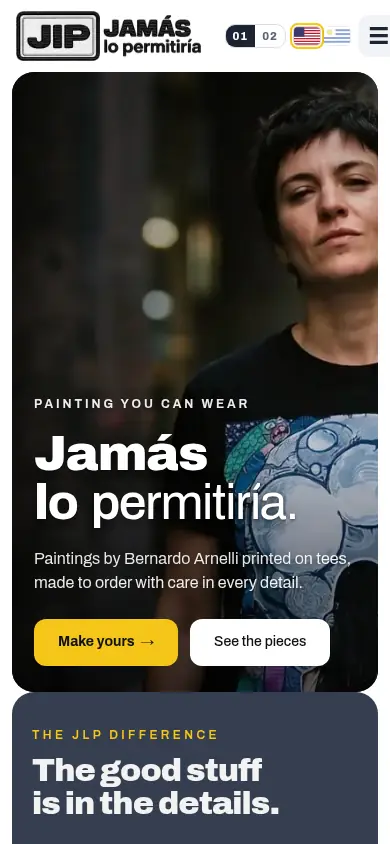 JLP JAMÁS
lo permitiría
01 02
PAINTING YOU CAN WEAR
Jamás
lo permitiría.
Paintings by Bernardo Arnelli printed on tees,
made to order with care in every detail.
Make yours →
See the pieces
THE JLP DIFFERENCE
The good stuff
is in the details.